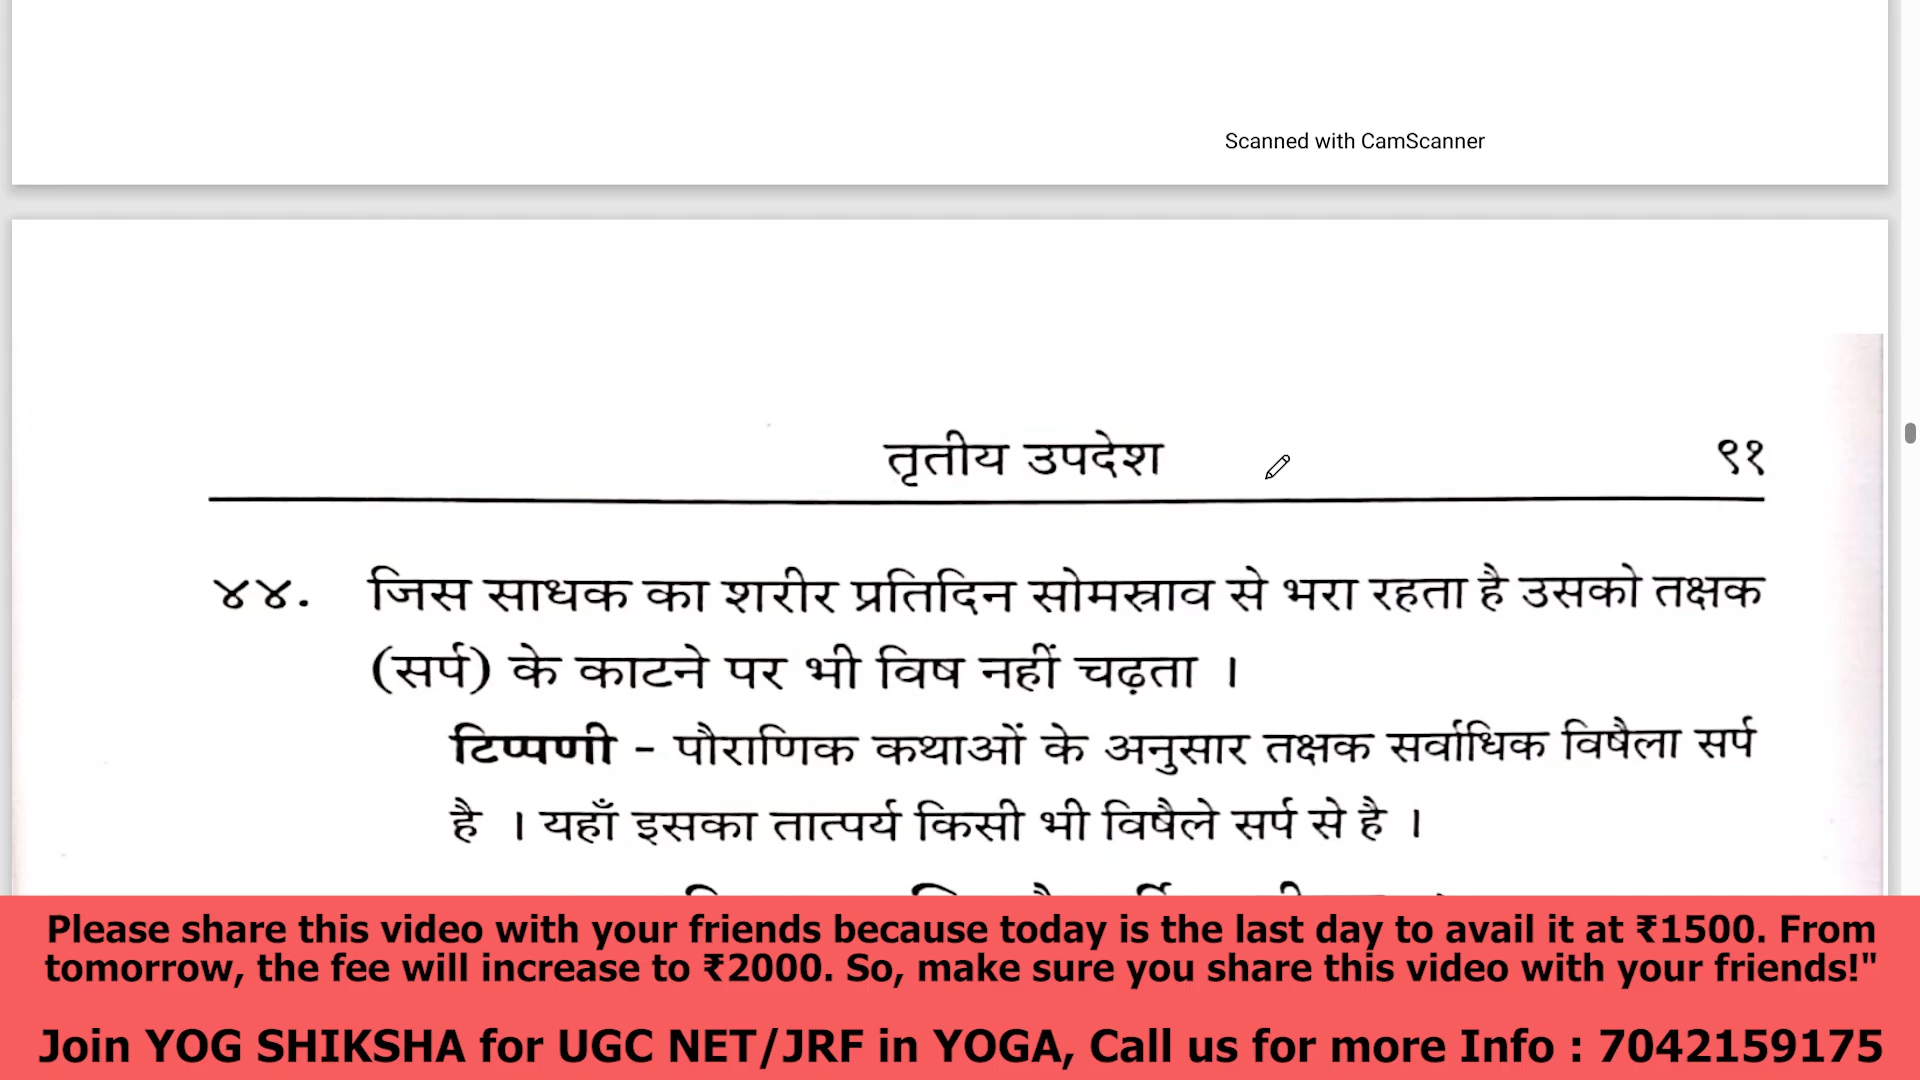 Scanned with CamScanner
तृतीय उपदेश ९१
४४. जिस साधक का शरीर प्रतिदिन सोमस्राव से भरा रहता है उसको तक्षक
(सर्प) के काटने पर भी विष नहीं चढ़ता ।
टिप्पणी - पौराणिक कथाओं के अनुसार तक्षक सर्वाधिक विषैला सर्प
है । यहाँ इसका तात्पर्य किसी भी विषैले सर्प से है ।
Please share this video with your friends because today is the last day to avail it at ₹1500. From
tomorrow, the fee will increase to ₹2000. So, make sure you share this video with your friends!"
Join YOG SHIKSHA for UGC NET/JRF in YOGA, Call us for more Info : 7042159175